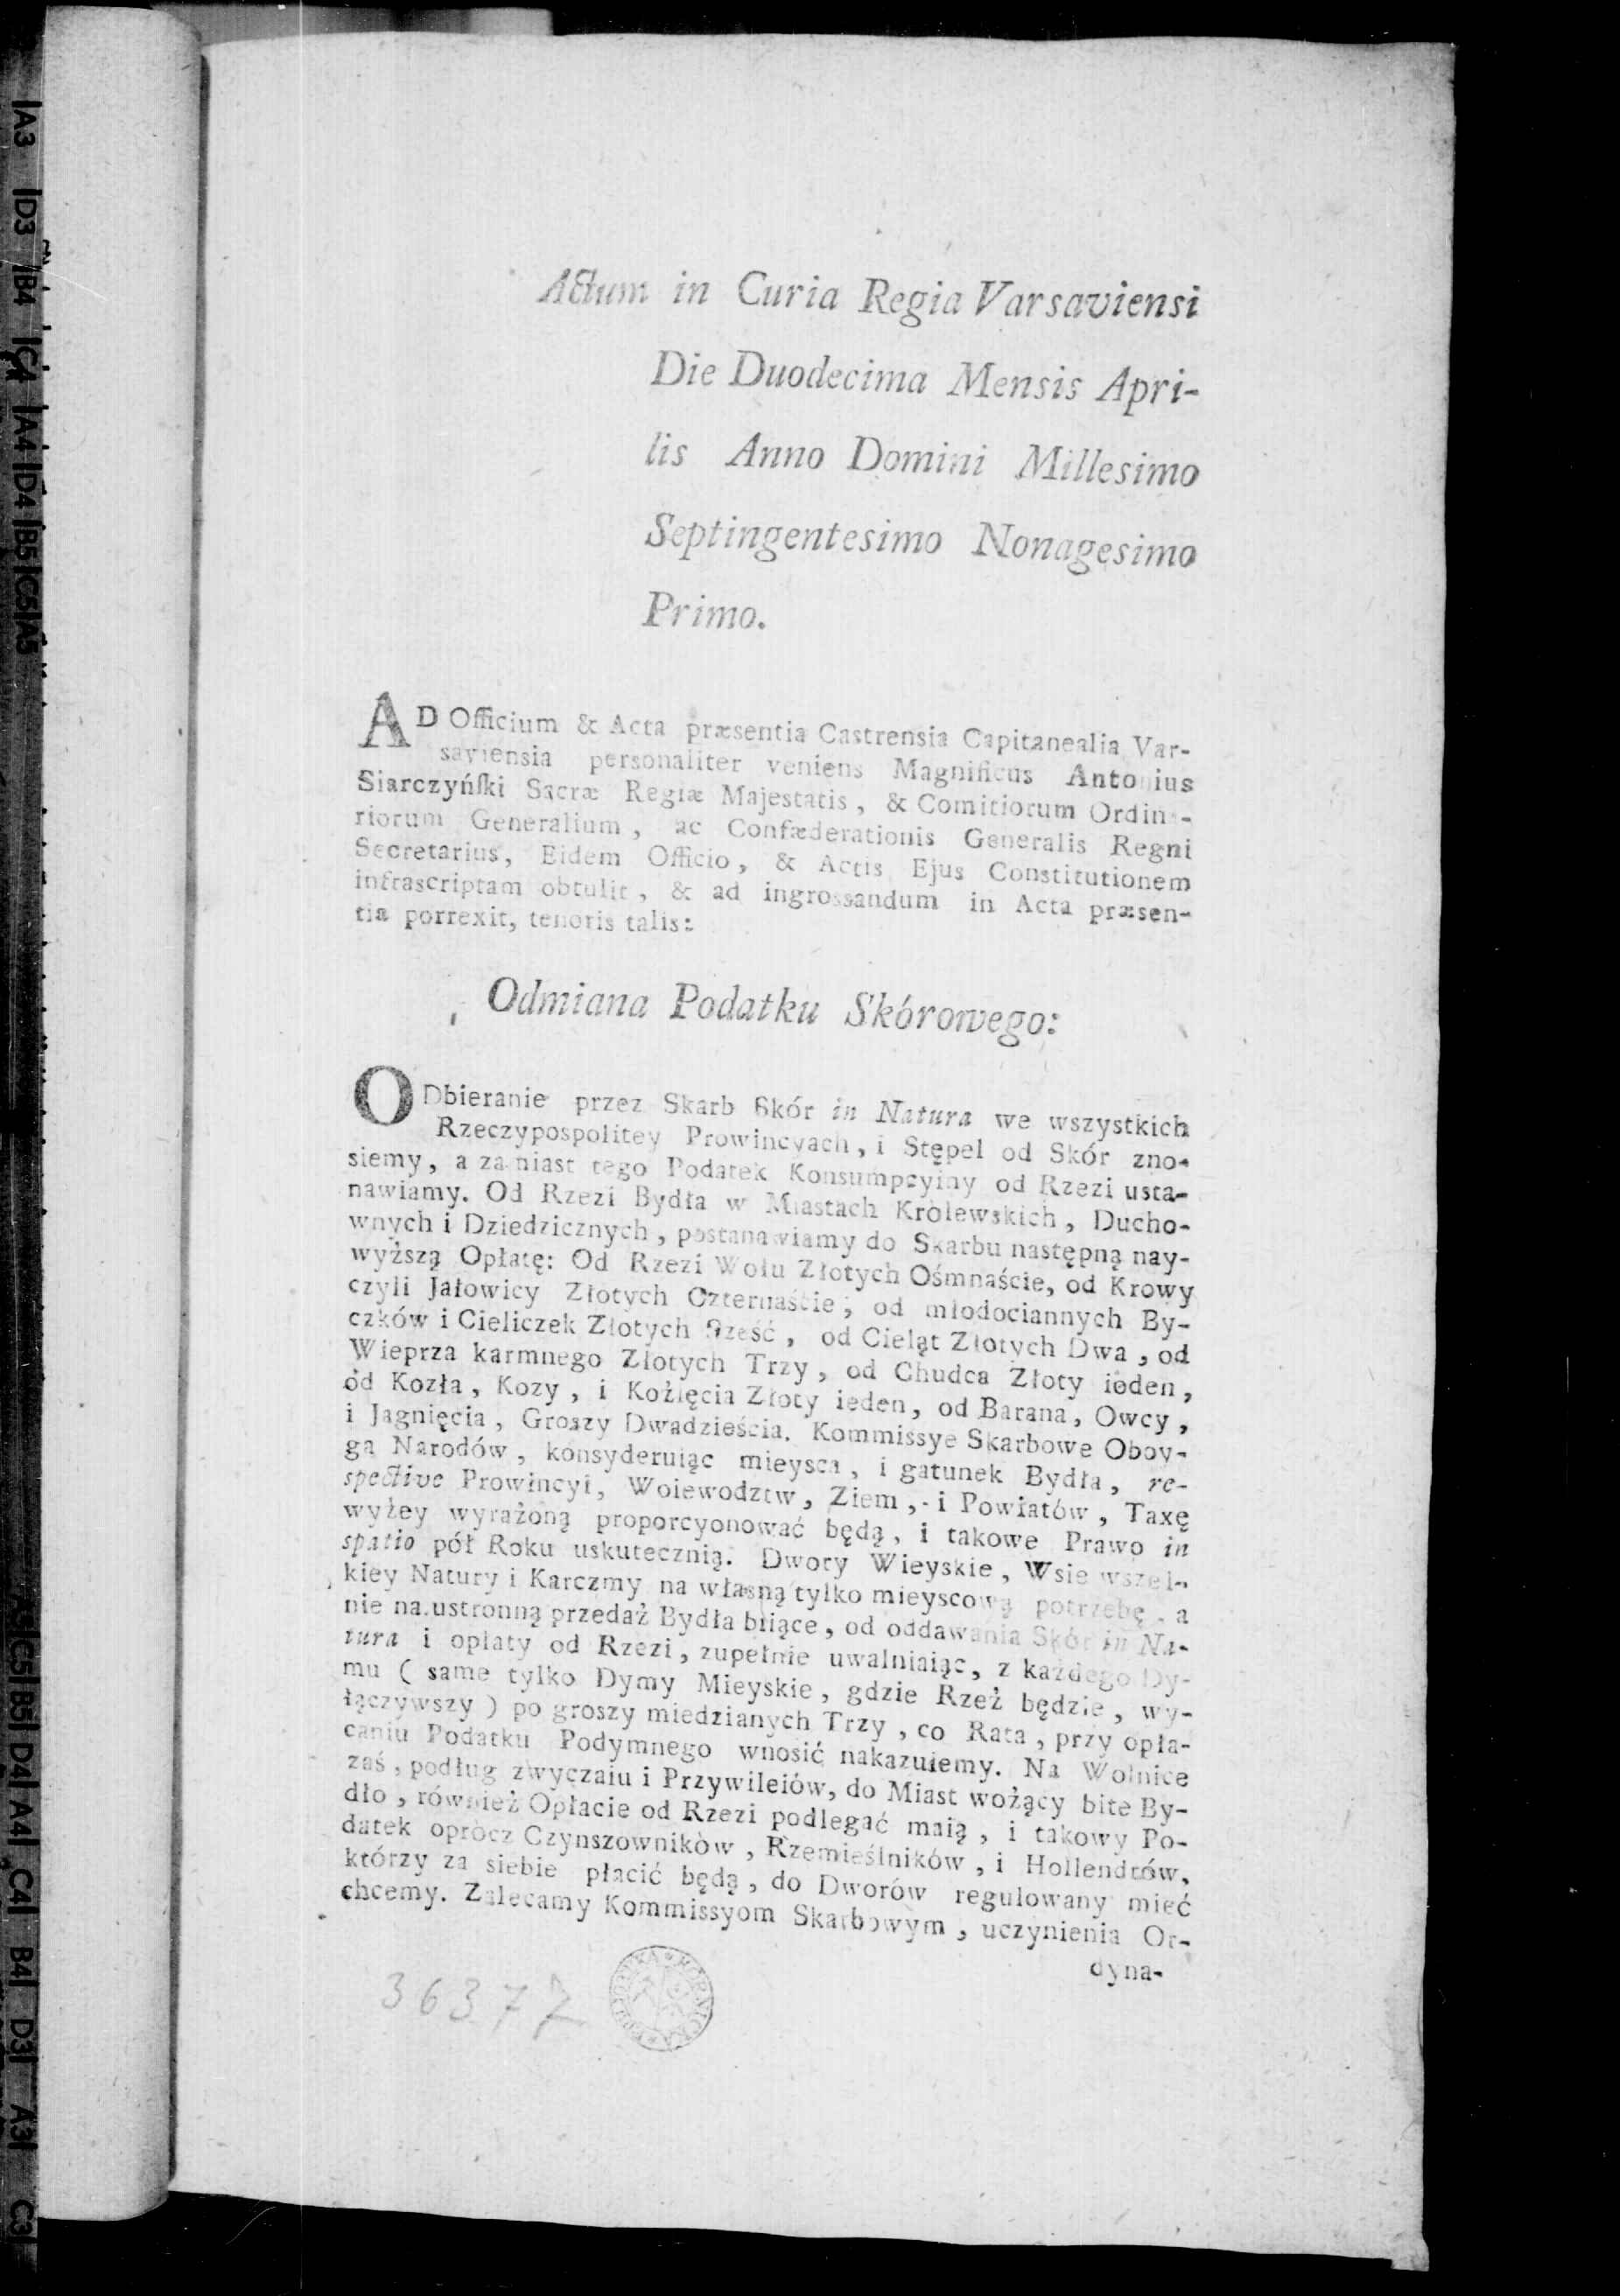 Actum in Curia Regia Varsaviensi
Die Duodecima Mensis Apri-
lis Anno Domini Millesimo
Septingentesimo Nonagesimo
Primo.
AD Officium & Acta præsentia Castrensia Capitanealia Var-
saviensia personaliter veniens Magnificus Antonius
Siarczyńſki Sacræ Regiæ Majestatis, & Comitiorum Ordina-
riorum Generalium, ac Confæderationis Generalis Regni
Secretarius, Eidem Officio, & Actis Ejus Constitutionem
infrascriptam obtulit, & ad ingrossandum in Acta præsen-
tia porrexit, tenoris talis:
Odmiana Podatku Skórowego:
ODbieranie przez Skarb Skór in Natura we wszystkich
Rzeczypospolitey Prowincyach, i Stępel od Skór zno-
siemy, a zamiast tego Podatek Konsumpcyiny od Rzezi usta-
nawiamy. Od Rzezi Bydła w Miastach Królewskich, Ducho-
wnych i Dziedzicznych, postanawiamy do Skarbu następną nay-
wyższą Opłatę: Od Rzezi Wołu Złotych Ośmnaście, od Krowy
czyli Jałowicy Złotych Czternaście, od młodociannych By-
czków i Cieliczek Złotych Sześć, od Cieląt Złotych Dwa, od
Wieprza karmnego Złotych Trzy, od Chudca Złoty ieden,
od Kozła, Kozy, i Koźlęcia Złoty ieden, od Barana, Owcy,
i Jagnięcia, Groszy Dwadzieścia. Kommissye Skarbowe Oboy-
ga Narodów, konsyderuiąc mieysca, i gatunek Bydła, re-
spective Prowincyi, Woiewodztw, Ziem, i Powiatów, Taxę
wyżey wyrażoną proporcyonować będą, i takowe Prawo in
spatio pół Roku uskutecznią. Dwory Wieyskie, Wsie wszel-
kiey Natury i Karczmy na własną tylko mieyscową potrzebę, a
nie na ustronną przedaż Bydła biiące, od oddawania Skór in Na-
tura i opłaty od Rzezi, zupełnie uwalniaiąc, z każdego Dy-
mu ( same tylko Dymy Mieyskie, gdzie Rzeź będzie, wy-
łączywszy ) po groszy miedzianych Trzy, co Rata, przy opła-
caniu Podatku Podymnego wnosić nakazuiemy. Na Wolnice
zaś, podług zwyczaiu i Przywileiów, do Miast wożący bite By-
dło, również Opłacie od Rzezi podlegać maią, i takowy Po-
datek oprócz Czynszowników, Rzemieślników, i Hollendrów,
którzy za siebie płacić będą, do Dworów regulowany mieć
chcemy. Zalecamy Kommissyom Skarbowym, uczynienia Or-
dyna-
36377